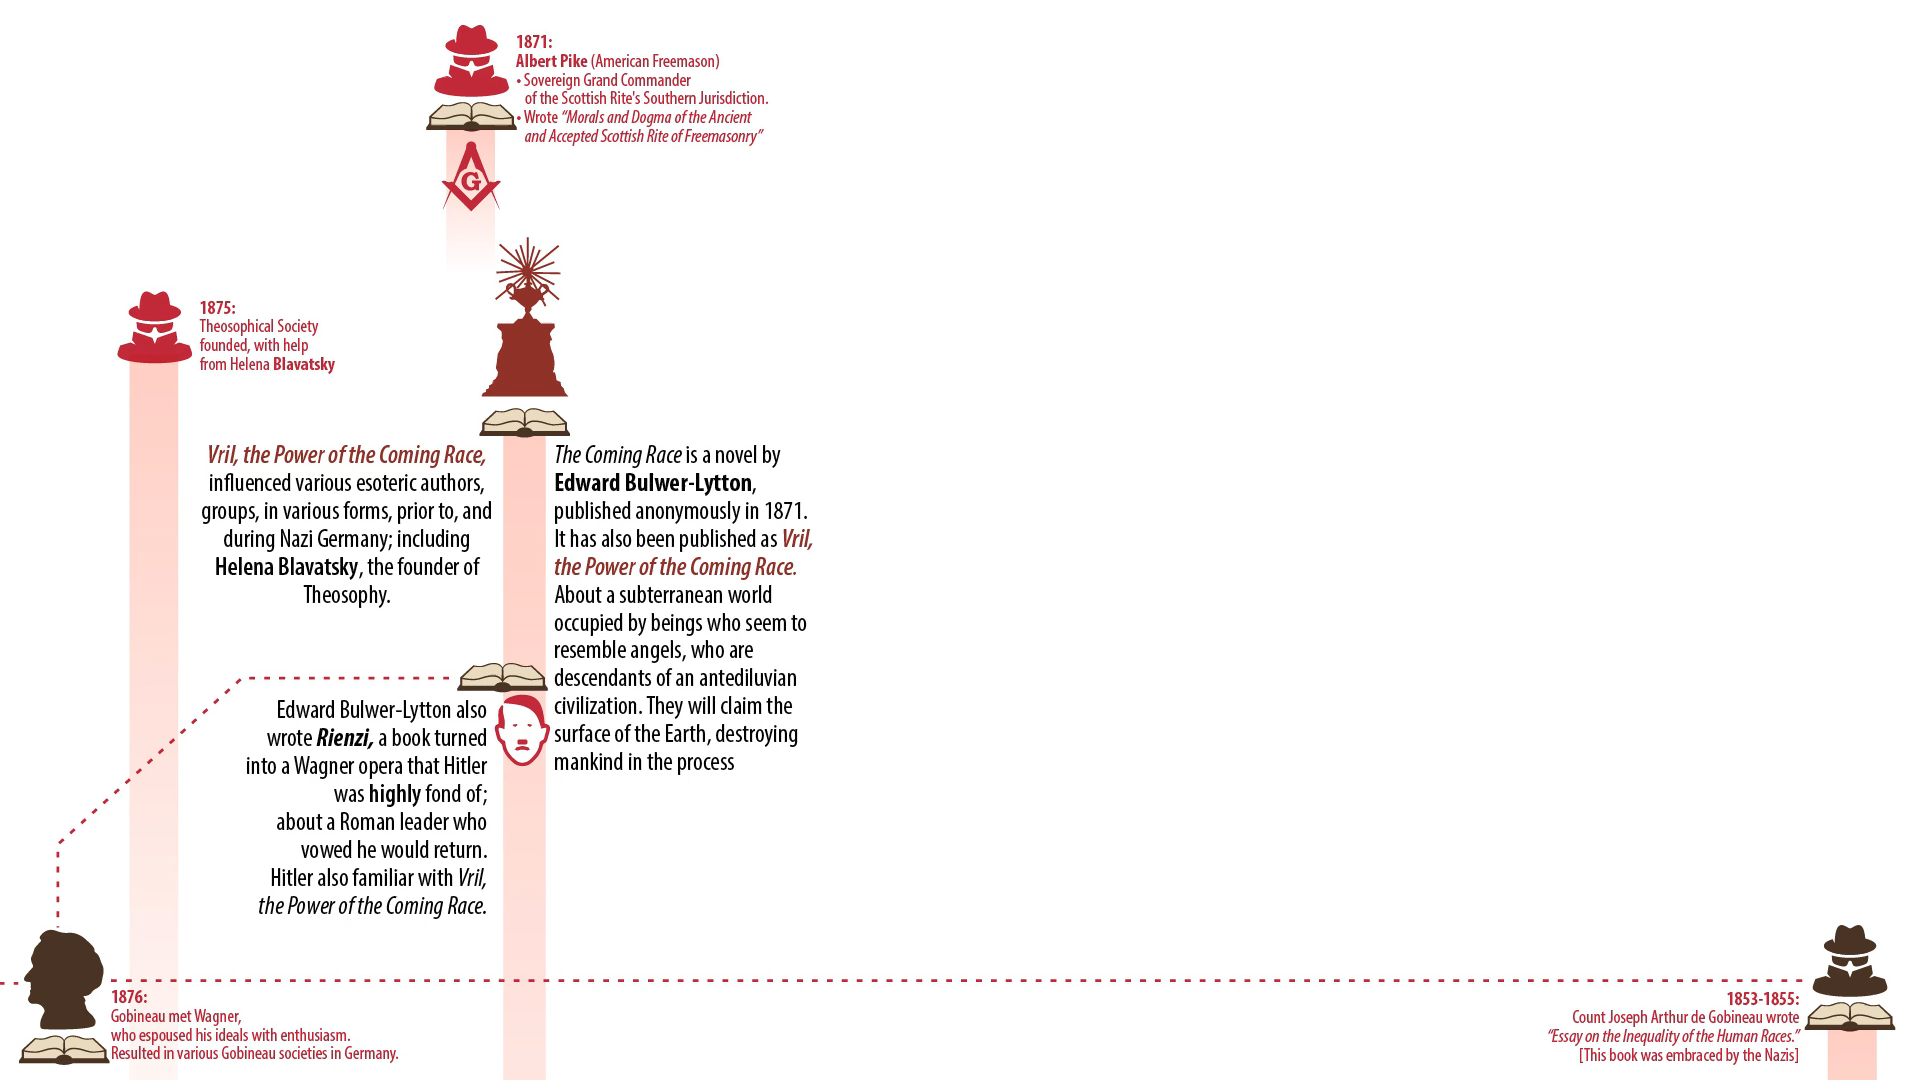 1871:
Albert Pike (American Freemason)
• Sovereign Grand Commander
of the Scottish Rite's Southern Jurisdiction.
• Wrote “Morals and Dogma of the Ancient
and Accepted Scottish Rite of Freemasonry”
G
1875:
Theosophical Society
founded, with help
from Helena Blavatsky
Vril, the Power of the Coming Race,
influenced various esoteric authors,
groups, in various forms, prior to, and
during Nazi Germany; including
Helena Blavatsky, the founder of
Theosophy.
The Coming Race is a novel by
Edward Bulwer-Lytton,
published anonymously in 1871.
It has also been published as Vril,
the Power of the Coming Race.
About a subterranean world
occupied by beings who seem to
resemble angels, who are
descendants of an antediluvian
civilization. They will claim the
surface of the Earth, destroying
mankind in the process
Edward Bulwer-Lytton also
wrote Rienzi, a book turned
into a Wagner opera that Hitler
was highly fond of;
about a Roman leader who
vowed he would return.
Hitler also familiar with Vril,
the Power of the Coming Race.
1876:
Gobineau met Wagner,
who espoused his ideals with enthusiasm.
Resulted in various Gobineau societies in Germany.
1853-1855:
Count Joseph Arthur de Gobineau wrote
“Essay on the Inequality of the Human Races.”
[This book was embraced by the Nazis]